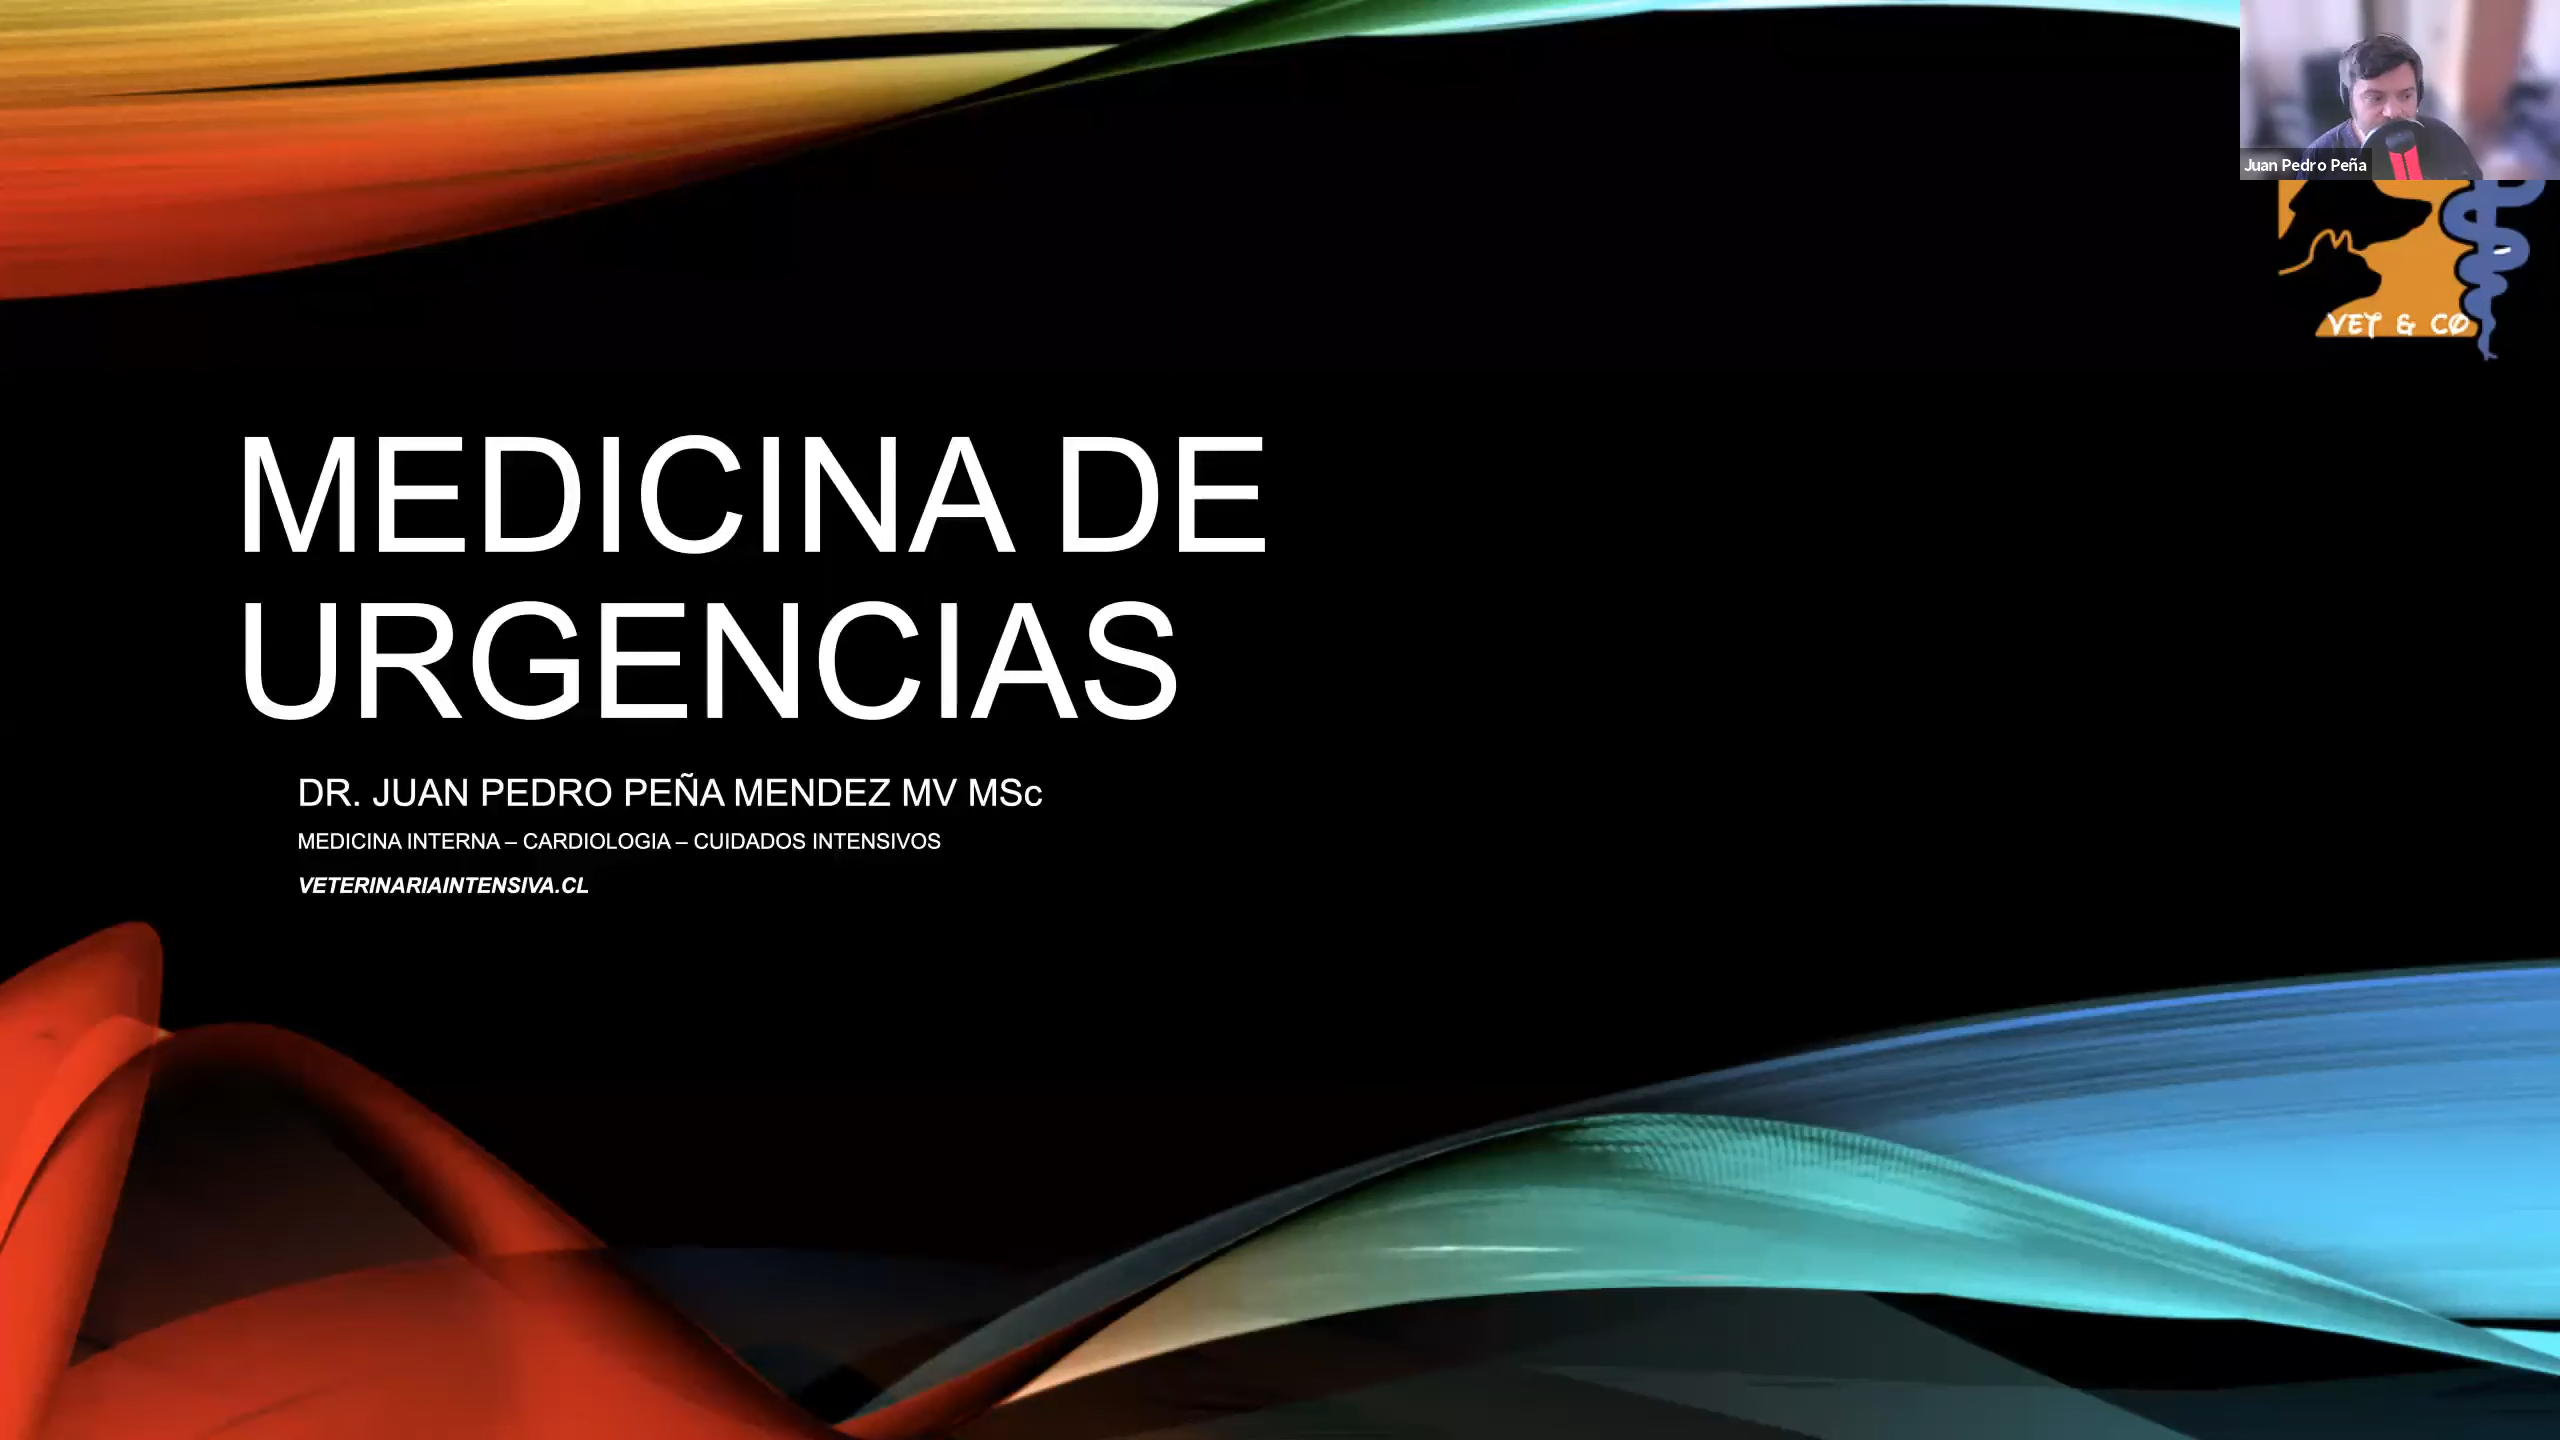 Juan Pedro Peña
VET & CO
MEDICINA DE
URGENCIAS
DR. JUAN PEDRO PEÑA MENDEZ MV MSc
MEDICINA INTERNA – CARDIOLOGIA – CUIDADOS INTENSIVOS
VETERINARIAINTENSIVA.CL